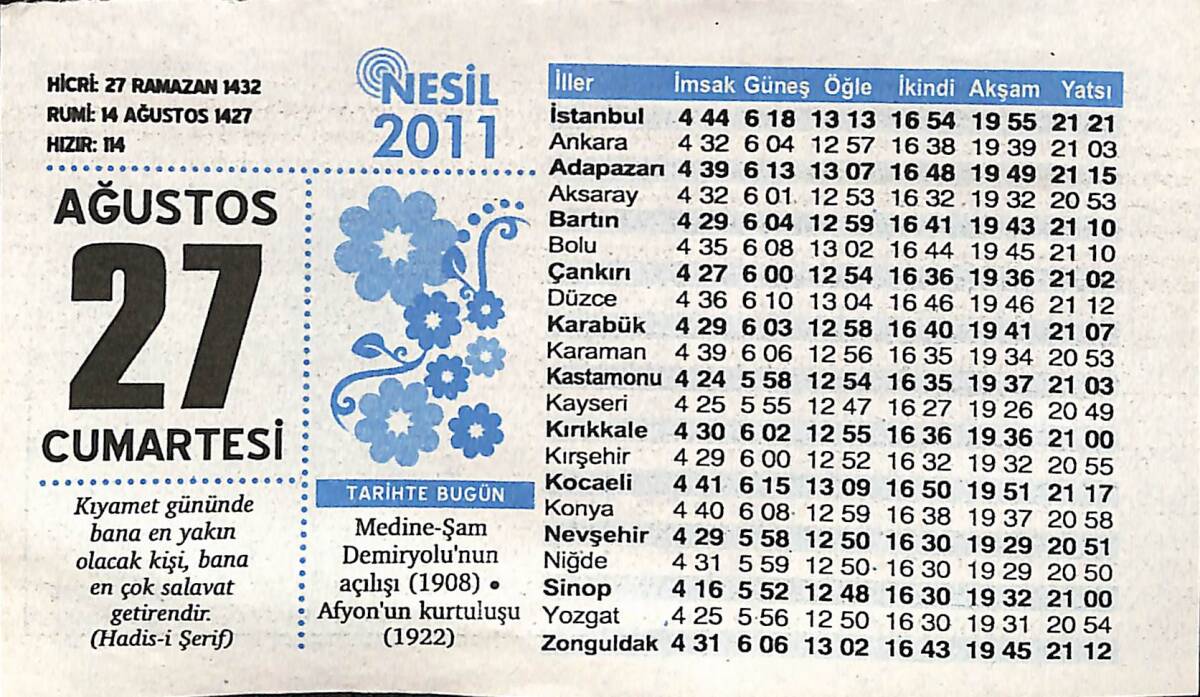 HİCRİ: 27 RAMAZAN 1432
RUMİ: 14 AĞUSTOS 1427
HIZIR: 114
NESİL
2011
AĞUSTOS
27
CUMARTESİ
Kıyamet gününde
bana en yakın
olacak kişi, bana
en çok salavat
getirendir.
(Hadis-i Şerif)
TARİHTE BUGÜN
Medine-Şam
Demiryolu'nun
açılışı (1908) •
Afyon'un kurtuluşu
(1922)
İller İmsak Güneş Öğle İkindi Akşam Yatsı
İstanbul 4 44 6 18 13 13 16 54 19 55 21 21
Ankara 4 32 6 04 12 57 16 38 19 39 21 03
Adapazarı 4 39 6 13 13 07 16 48 19 49 21 15
Aksaray 4 32 6 01 12 53 16 32 19 32 20 53
Bartın 4 29 6 04 12 59 16 41 19 43 21 10
Bolu 4 35 6 08 13 02 16 44 19 45 21 10
Çankırı 4 27 6 00 12 54 16 36 19 36 21 02
Düzce 4 36 6 10 13 04 16 46 19 46 21 12
Karabük 4 29 6 03 12 58 16 40 19 41 21 07
Karaman 4 39 6 06 12 56 16 35 19 34 20 53
Kastamonu 4 24 5 58 12 54 16 35 19 37 21 03
Kayseri 4 25 5 55 12 47 16 27 19 26 20 49
Kırıkkale 4 30 6 02 12 55 16 36 19 36 21 00
Kırşehir 4 29 6 00 12 52 16 32 19 32 20 55
Kocaeli 4 41 6 15 13 09 16 50 19 51 21 17
Konya 4 40 6 08 12 59 16 38 19 37 20 58
Nevşehir 4 29 5 58 12 50 16 30 19 29 20 51
Niğde 4 31 5 59 12 50 16 30 19 29 20 50
Sinop 4 16 5 52 12 48 16 30 19 32 21 00
Yozgat 4 25 5 56 12 50 16 30 19 31 20 54
Zonguldak 4 31 6 06 13 02 16 43 19 45 21 12